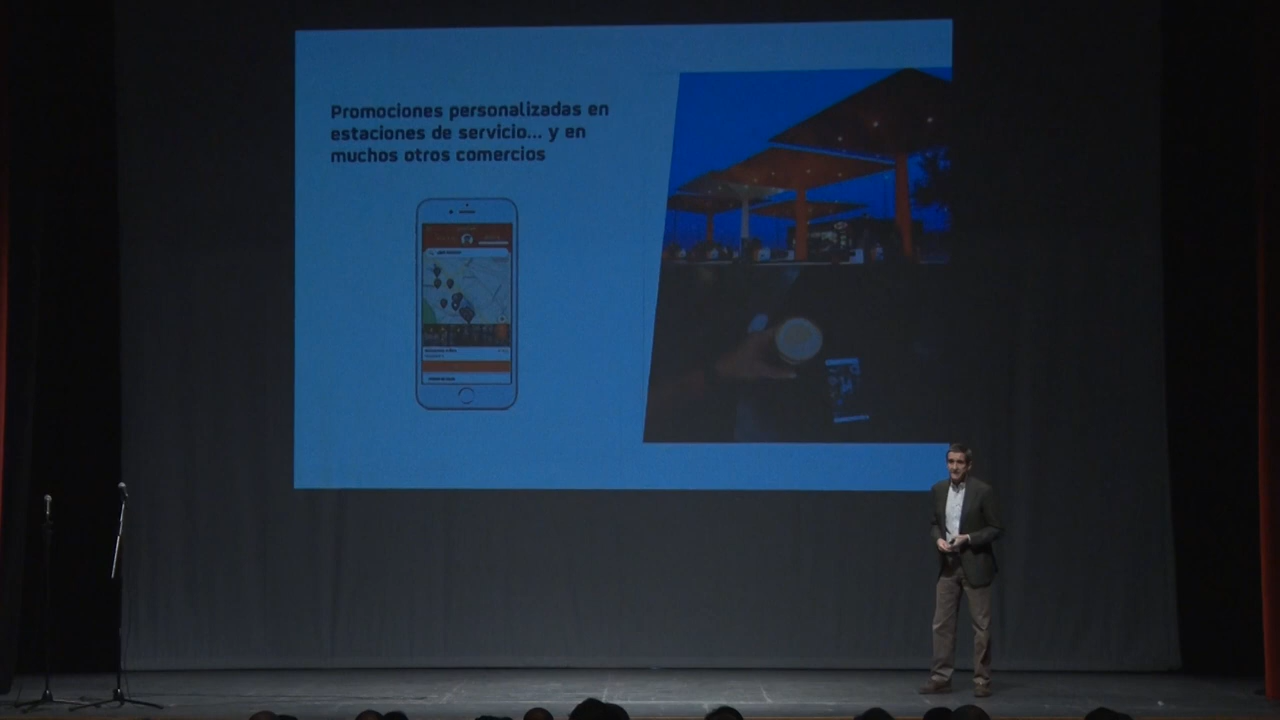 Promociones personalizadas en
estaciones de servicio... y en
muchos otros comercios